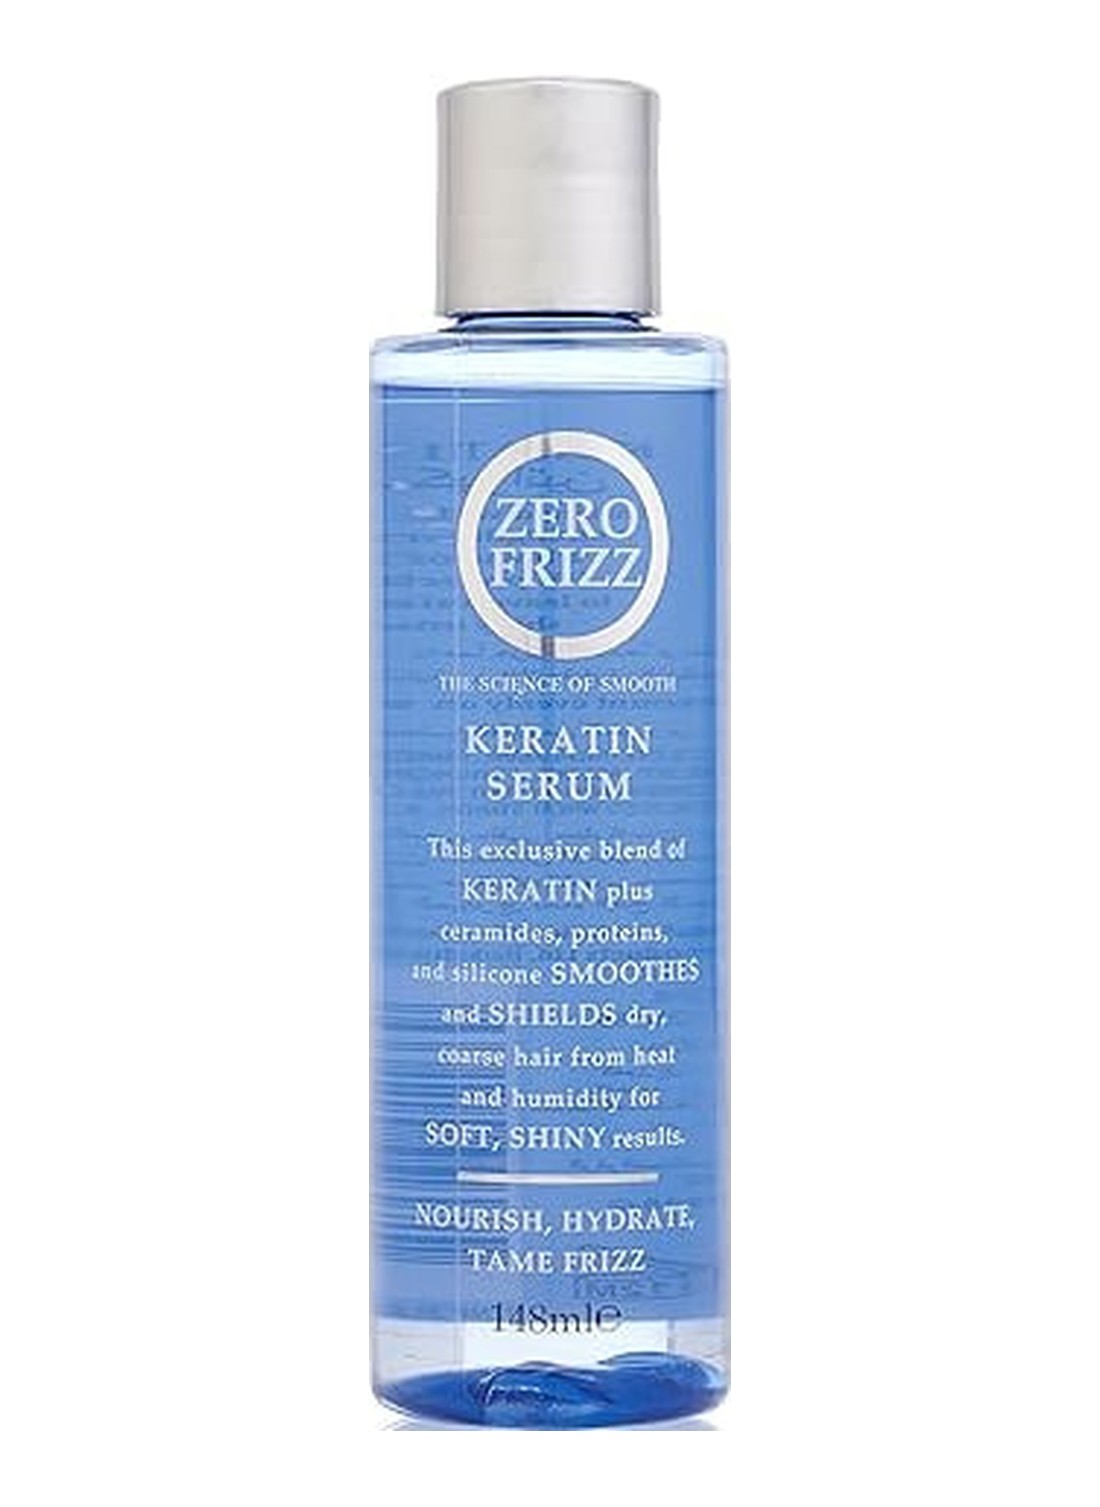 ZERO
FRIZZ
THE SCIENCE OF SMOOTH
KERATIN
SERUM
This exclusive blend of
KERATIN plus
ceramides, proteins,
and silicone SMOOTHES
and SHIELDS dry,
coarse hair from heat
and humidity for
SOFT, SHINY results.
NOURISH, HYDRATE,
TAME FRIZZ
148ml℮